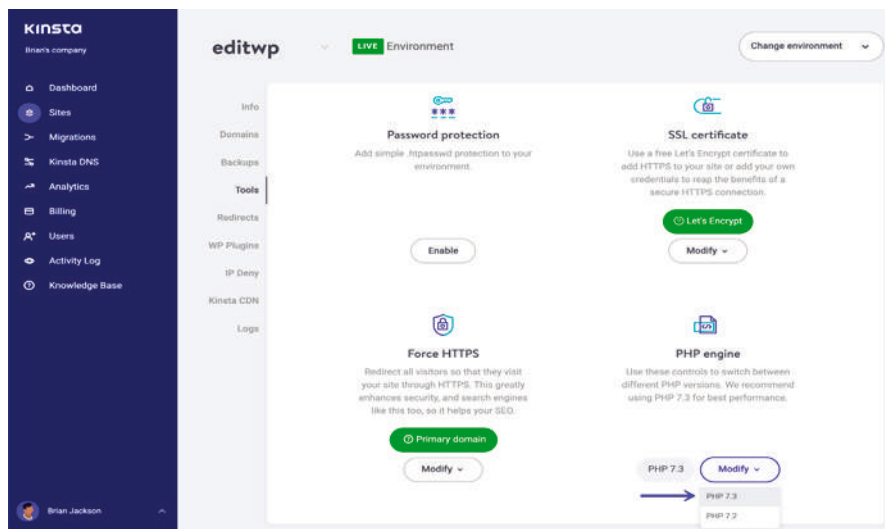 KINSTA
Brian's company
Dashboard
Sites
Migrations
Kinsta DNS
Analytics
Billing
Users
Activity Log
Knowledge Base
Brian Jackson
editwp
LIVE Environment
Change environment
Info
Domains
Backups
Tools
Redirects
WP Plugins
IP Deny
Kinsta CDN
Logs
Password protection
Add simple .htpasswd protection to your
environment.
Enable
SSL certificate
Use a free Let's Encrypt certificate to
add HTTPS to your site or add your own
credentials to reap the benefits of a
secure HTTPS connection.
Let's Encrypt
Modify
Force HTTPS
Redirect all visitors so that they visit
your site through HTTPS. This greatly
enhances security, and search engines
like this too, so it helps your SEO.
Primary domain
Modify
PHP engine
Use these controls to switch between
different PHP versions. We recommend
using PHP 7.3 for best performance.
PHP 7.3 Modify
PHP 7.3
PHP 7.2